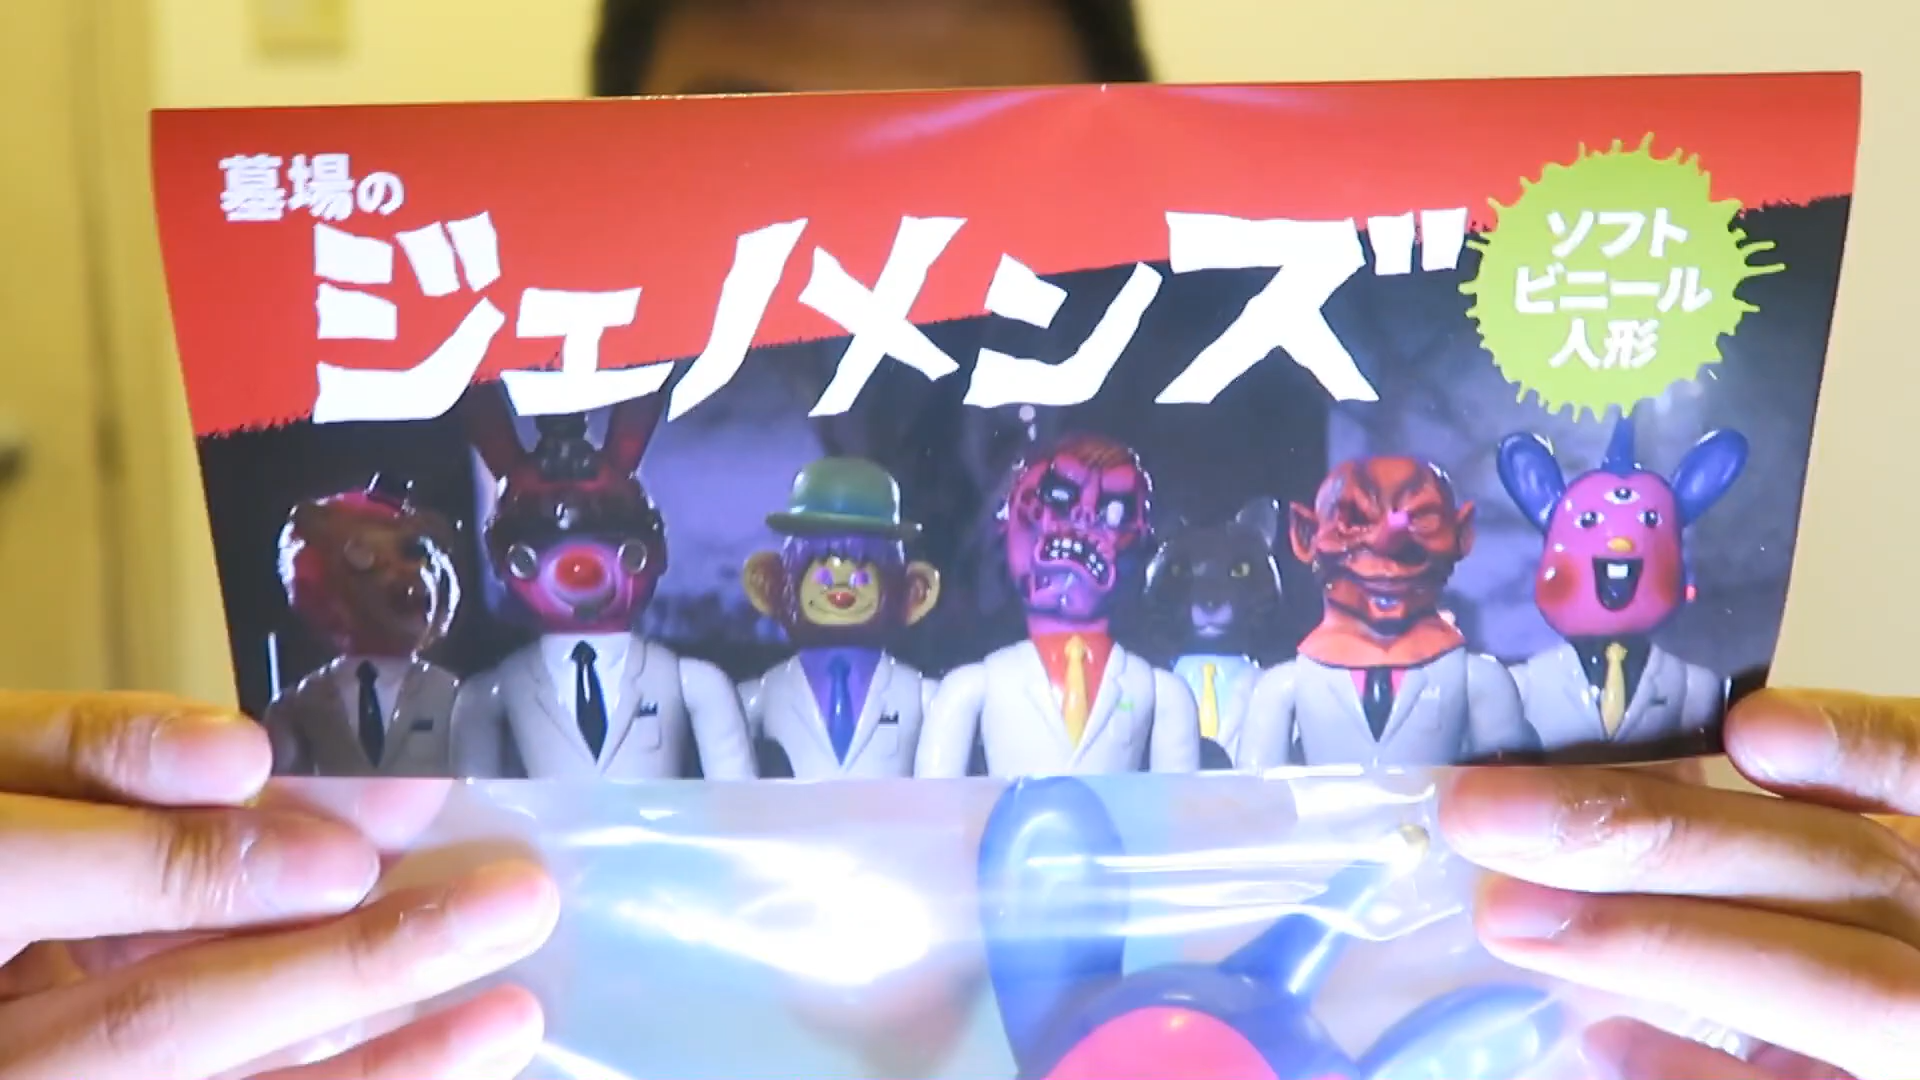 墓場の
ジェノメンズ
ソフト
ビニール
人形